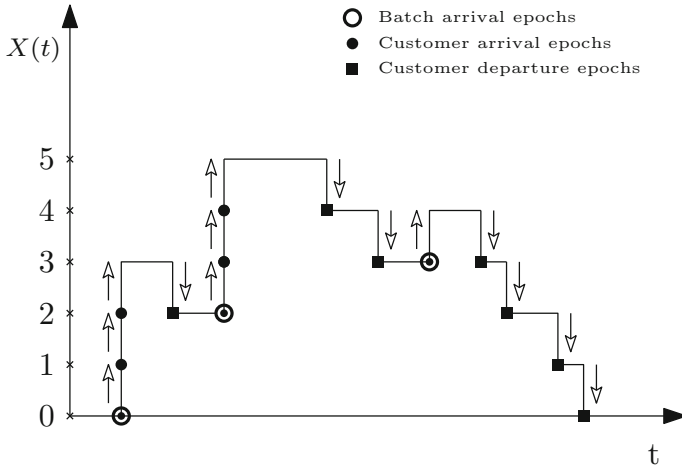 Batch arrival epochs
X(t)
Customer arrival epochs
Customer departure epochs
5
4
3
2
1
0
t